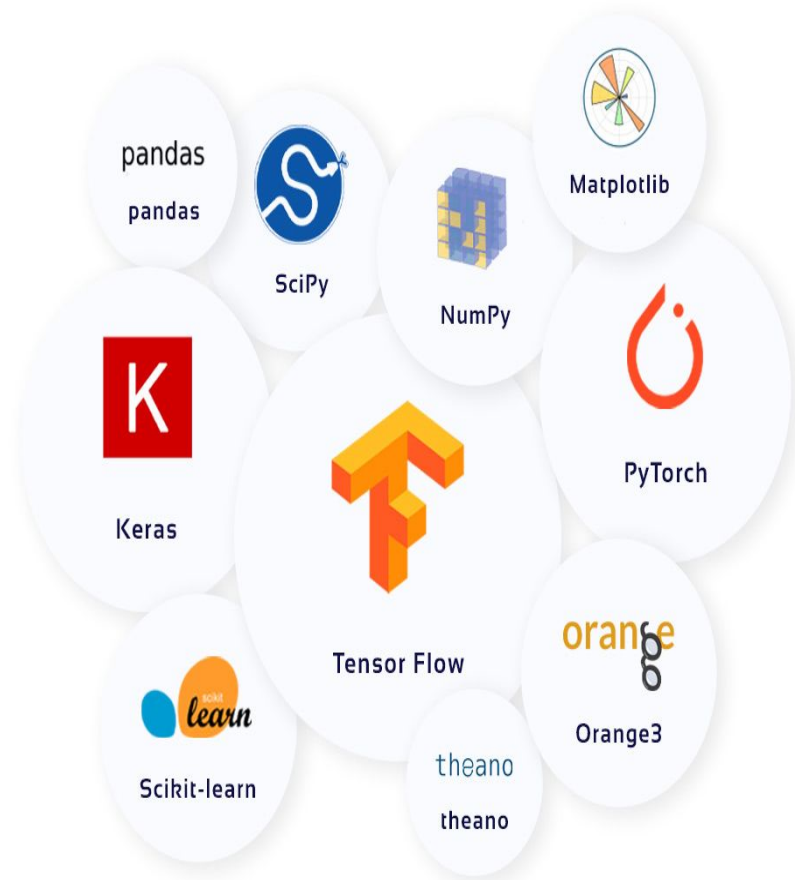 Matplotlib
pandas
pandas
SciPy
NumPy
K
Keras
PyTorch
Tensor Flow
orange
Orange3
scikit
learn
Scikit-learn
theano
theano